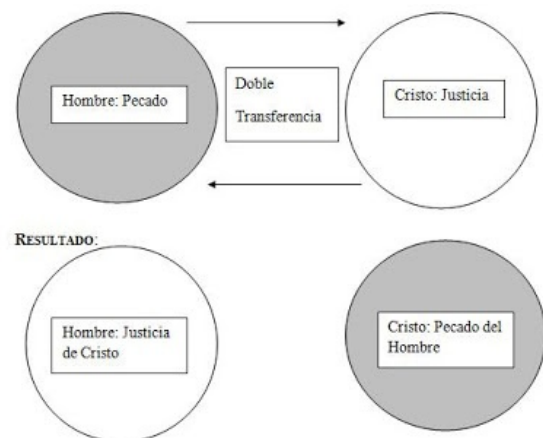 Hombre: Pecado
Doble
Transferencia
Cristo: Justicia
RESULTADO:
Hombre: Justicia
de Cristo
Cristo: Pecado del
Hombre